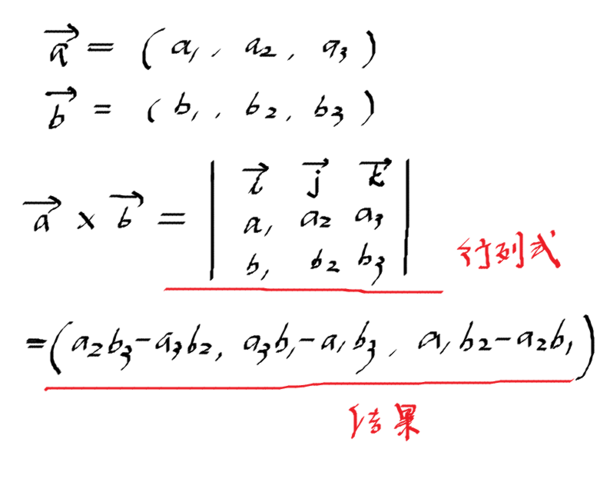 a⃗ = (a₁, a₂, a₃)
b⃗ = (b₁, b₂, b₃)
a⃗ × b⃗ = | i⃗ j⃗ k⃗ |
| a₁ a₂ a₃ |
| b₁ b₂ b₃ |
行列式
= (a₂b₃-a₃b₂, a₃b₁-a₁b₃, a₁b₂-a₂b₁)
结果